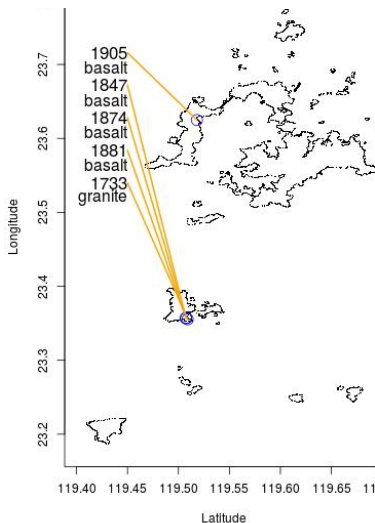 1905
basalt
1847
basalt
1874
basalt
1881
basalt
1733
granite
Longitude
23.7
23.6
23.5
23.4
23.3
23.2
119.40 119.45 119.50 119.55 119.60 119.65
Latitude